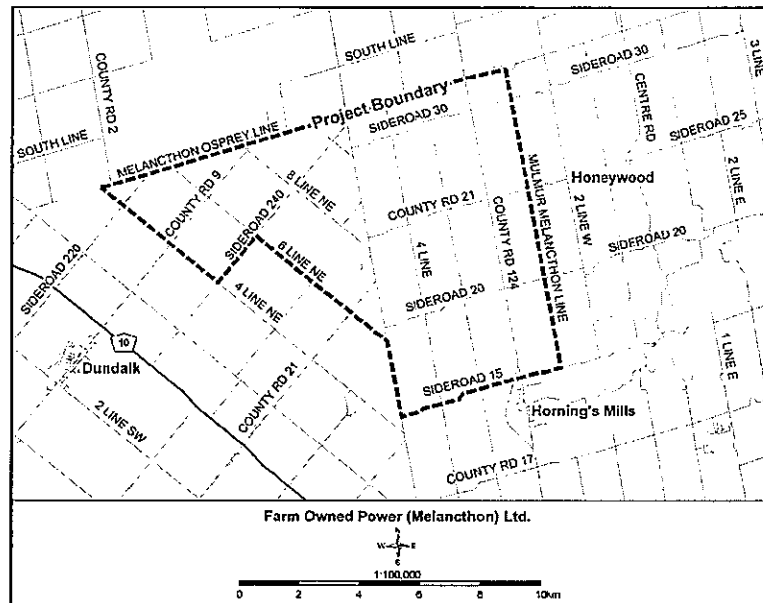 SOUTH LINE
SIDEROAD 30
3 LINE
COUNTY RD 2
Project Boundary
CENTRE RD
SOUTH LINE
MELANCTHON OSPREY LINE
SIDEROAD 30
SIDEROAD 25
COUNTY RD 9
8 LINE NE
MULMUR MELANCTHON LINE
Honeywood
2 LINE E
SIDEROAD 240
COUNTY RD 21
2 LINE W
SIDEROAD 220
6 LINE NE
4 LINE
COUNTY RD 124
SIDEROAD 20
4 LINE NE
SIDEROAD 20
10
Dundalk
COUNTY RD 21
SIDEROAD 15
1 LINE E
2 LINE SW
Horning's Mills
COUNTY RD 17
Farm Owned Power (Melancthon) Ltd.
N
W E
S
1:100,000
0 2 4 6 8 10km